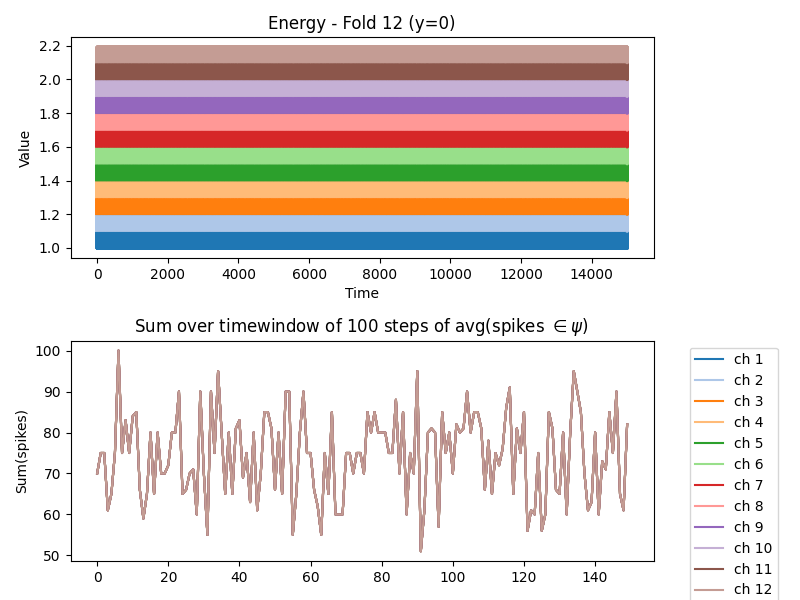 Energy - Fold 12 (y=0)
Value
2.2
2.0
1.8
1.6
1.4
1.2
1.0
0 2000 4000 6000 8000 10000 12000 14000
Time
Sum over timewindow of 100 steps of avg(spikes ∈ ψ)
Sum(spikes)
100
90
80
70
60
50
0 20 40 60 80 100 120 140
ch 1
ch 2
ch 3
ch 4
ch 5
ch 6
ch 7
ch 8
ch 9
ch 10
ch 11
ch 12